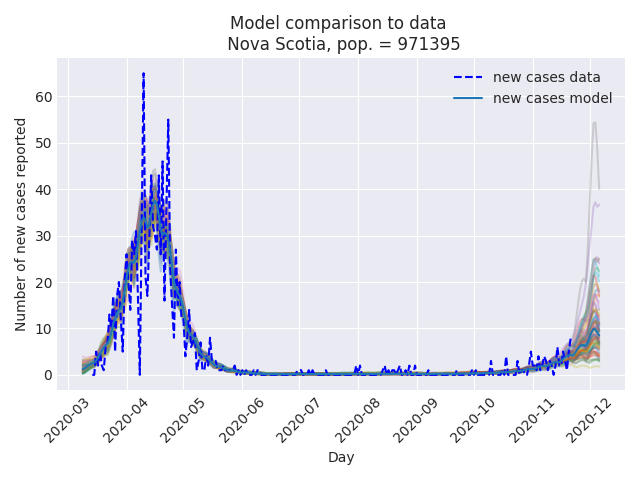 Model comparison to data
Nova Scotia, pop. = 971395
new cases data
new cases model
Number of new cases reported
60
50
40
30
20
10
0
2020-03
2020-04
2020-05
2020-06
2020-07
2020-08
2020-09
2020-10
2020-11
2020-12
Day